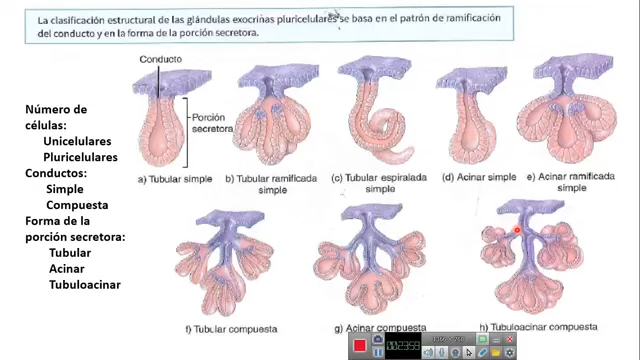 La clasificación estructural de las glándulas exocrinas pluricelulares se basa en el patrón de ramificación
del conducto y en la forma de la porción secretora.
Conducto
Porción
secretora
a) Tubular simple
b) Tubular ramificada
simple
(c) Tubular espiralada
simple
(d) Acinar simple
e) Acinar ramificada
simple
Número de
células:
Unicelulares
Pluricelulares
Conductos:
Simple
Compuesta
Forma de la
porción secretora:
Tubular
Acinar
Tubuloacinar
f) Tubular compuesta
g) Acinar compuesta
h) Tubuloacinar compuesta